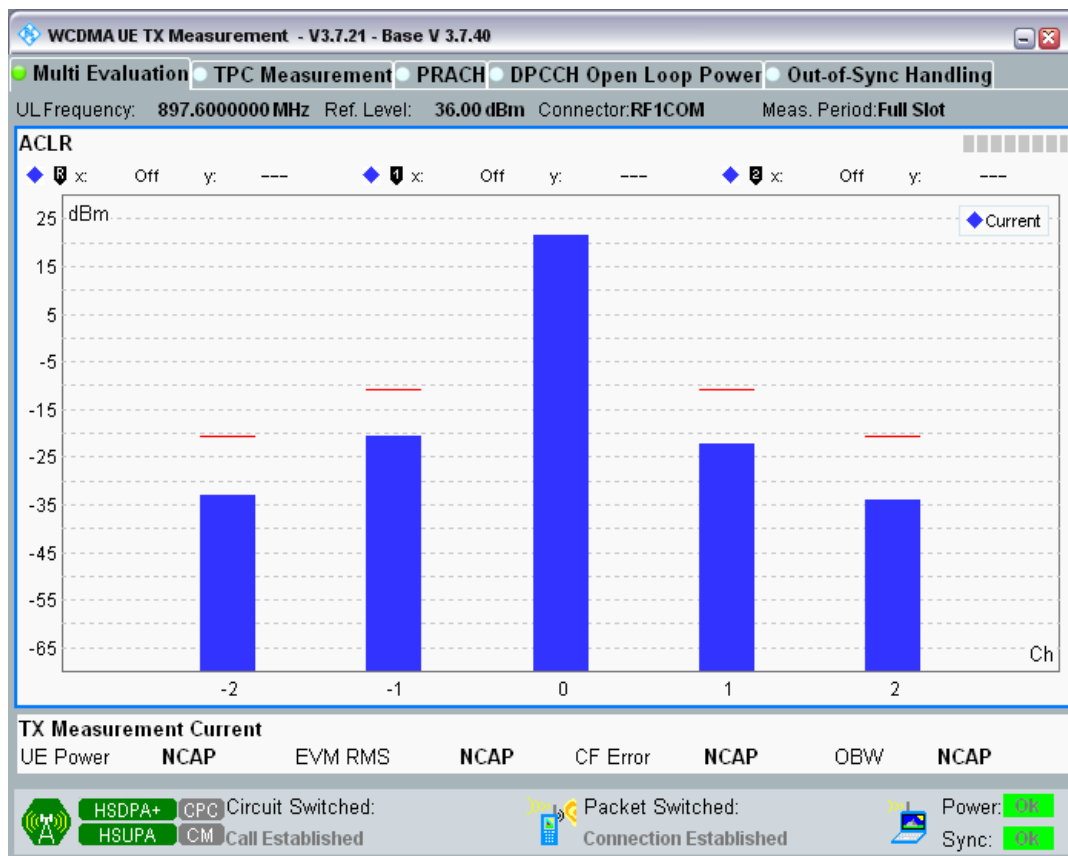 WCDMA UE TX Measurement - V3.7.21 - Base V 3.7.40
Multi Evaluation TPC Measurement PRACH DPCCH Open Loop Power Out-of-Sync Handling
UL Frequency: 897.6000000 MHz Ref. Level: 36.00 dBm Connector:RF1COM Meas. Period:Full Slot
ACLR
R x: Off y: --- 1 x: Off y: --- 2 x: Off y: ---
dBm
Current
25
15
5
-5
-15
-25
-35
-45
-55
-65
Ch
-2 -1 0 1 2
TX Measurement Current
UE Power NCAP EVM RMS NCAP CF Error NCAP OBW NCAP
HSDPA+ CPC Circuit Switched: Packet Switched: Power: OK
HSUPA CM Call Established Connection Established Sync: OK